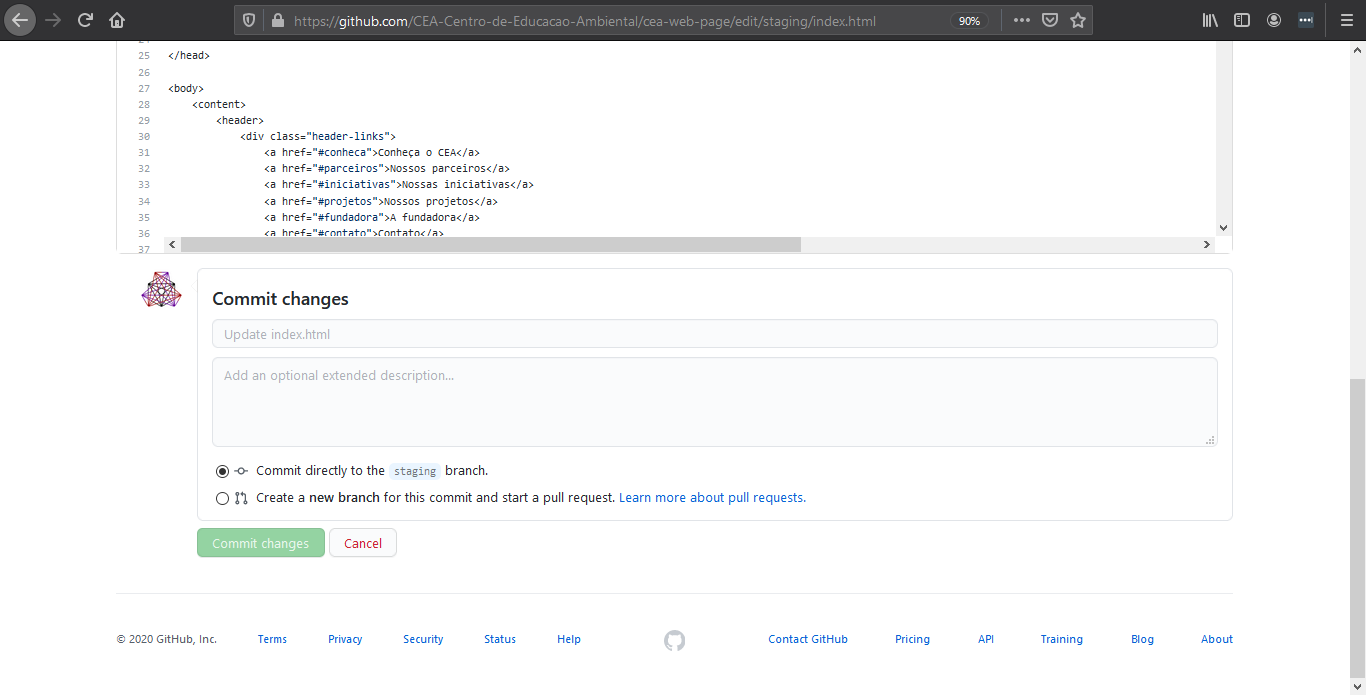 https://github.com/CEA-Centro-de-Educacao-Ambiental/cea-web-page/edit/staging/index.html 90%
25 </head>
26
27 <body>
28 <content>
29 <header>
30 <div class="header-links">
31 <a href="#conheca">Conheça o CEA</a>
32 <a href="#parceiros">Nossos parceiros</a>
33 <a href="#iniciativas">Nossas iniciativas</a>
34 <a href="#projetos">Nossos projetos</a>
35 <a href="#fundadora">A fundadora</a>
36 <a href="#contato">Contato</a>
37
Commit changes
Update index.html
Add an optional extended description...
Commit directly to the staging branch.
Create a new branch for this commit and start a pull request. Learn more about pull requests.
Commit changes Cancel
© 2020 GitHub, Inc. Terms Privacy Security Status Help Contact GitHub Pricing API Training Blog About